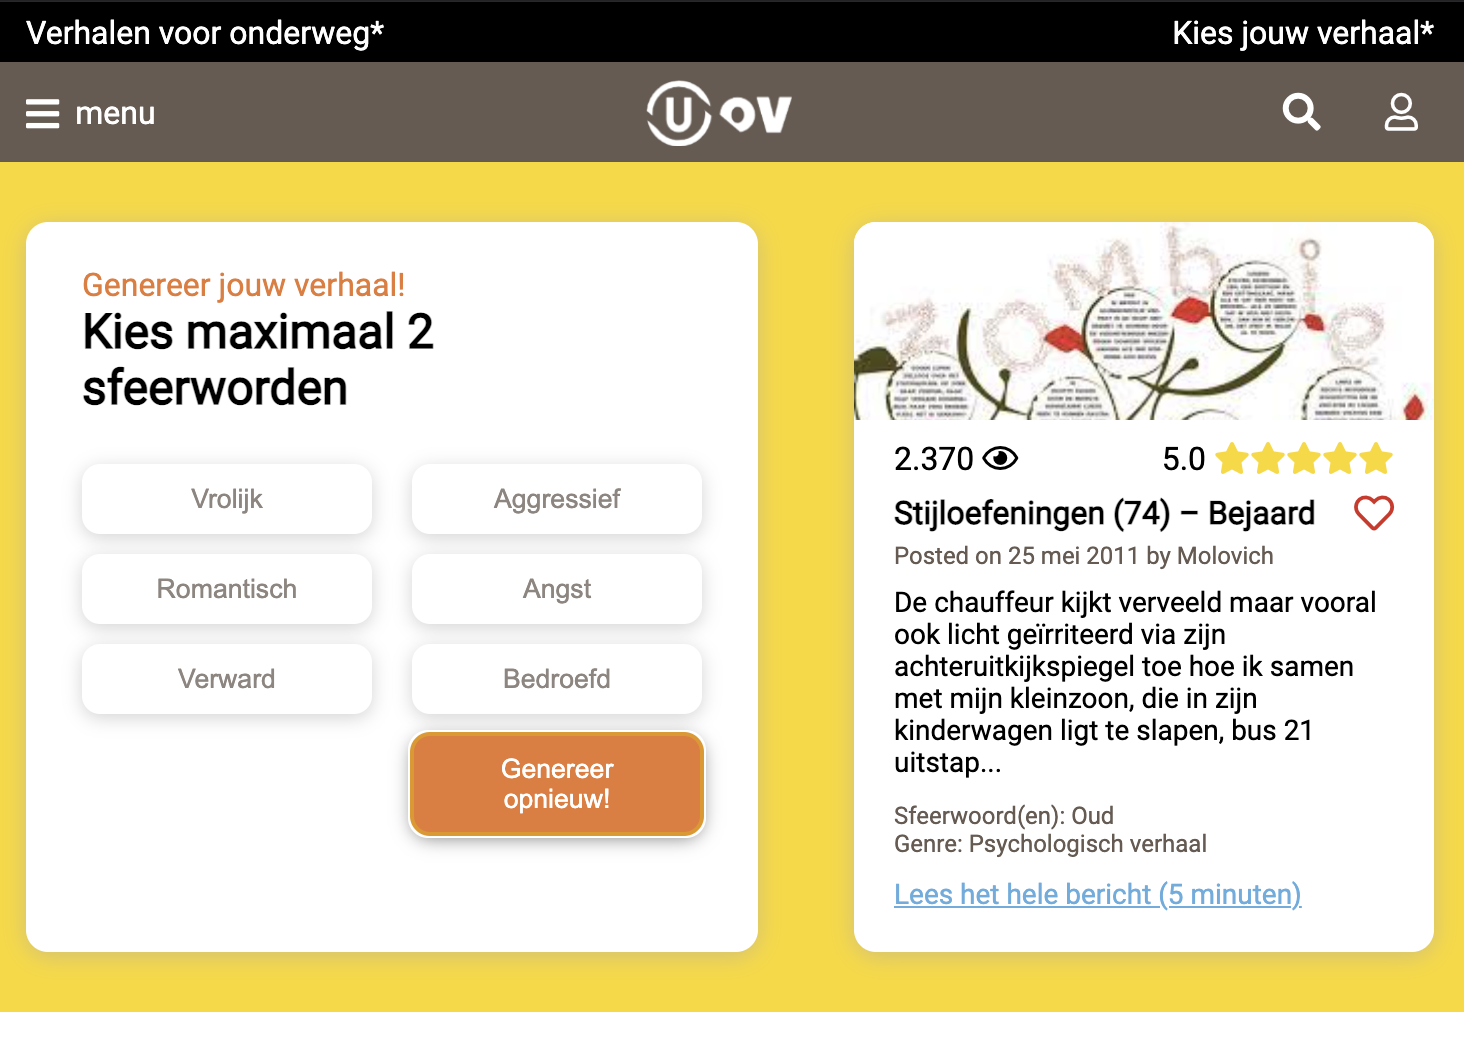 Verhalen voor onderweg*
Kies jouw verhaal*
menu
U OV
Genereer jouw verhaal!
Kies maximaal 2
sfeerworden
Vrolijk
Aggressief
Romantisch
Angst
Verward
Bedroefd
Genereer
opnieuw!
zombie
2.370
5.0
Stijloefeningen (74) – Bejaard
Posted on 25 mei 2011 by Molovich
De chauffeur kijkt verveeld maar vooral
ook licht geïrriteerd via zijn
achteruitkijkspiegel toe hoe ik samen
met mijn kleinzoon, die in zijn
kinderwagen ligt te slapen, bus 21
uitstap...
Sfeerwoord(en): Oud
Genre: Psychologisch verhaal
Lees het hele bericht (5 minuten)